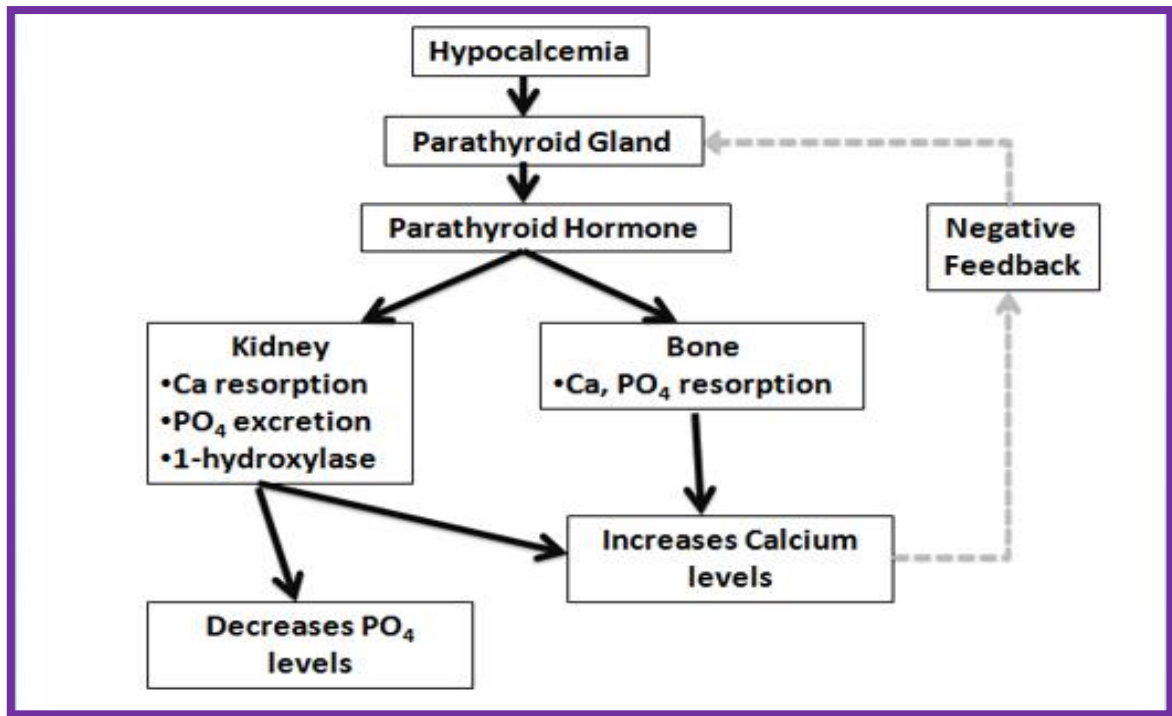 Hypocalcemia
Parathyroid Gland
Parathyroid Hormone
Negative
Feedback
Kidney
•Ca resorption
•PO₄ excretion
•1-hydroxylase
Bone
•Ca, PO₄ resorption
Increases Calcium
levels
Decreases PO₄
levels